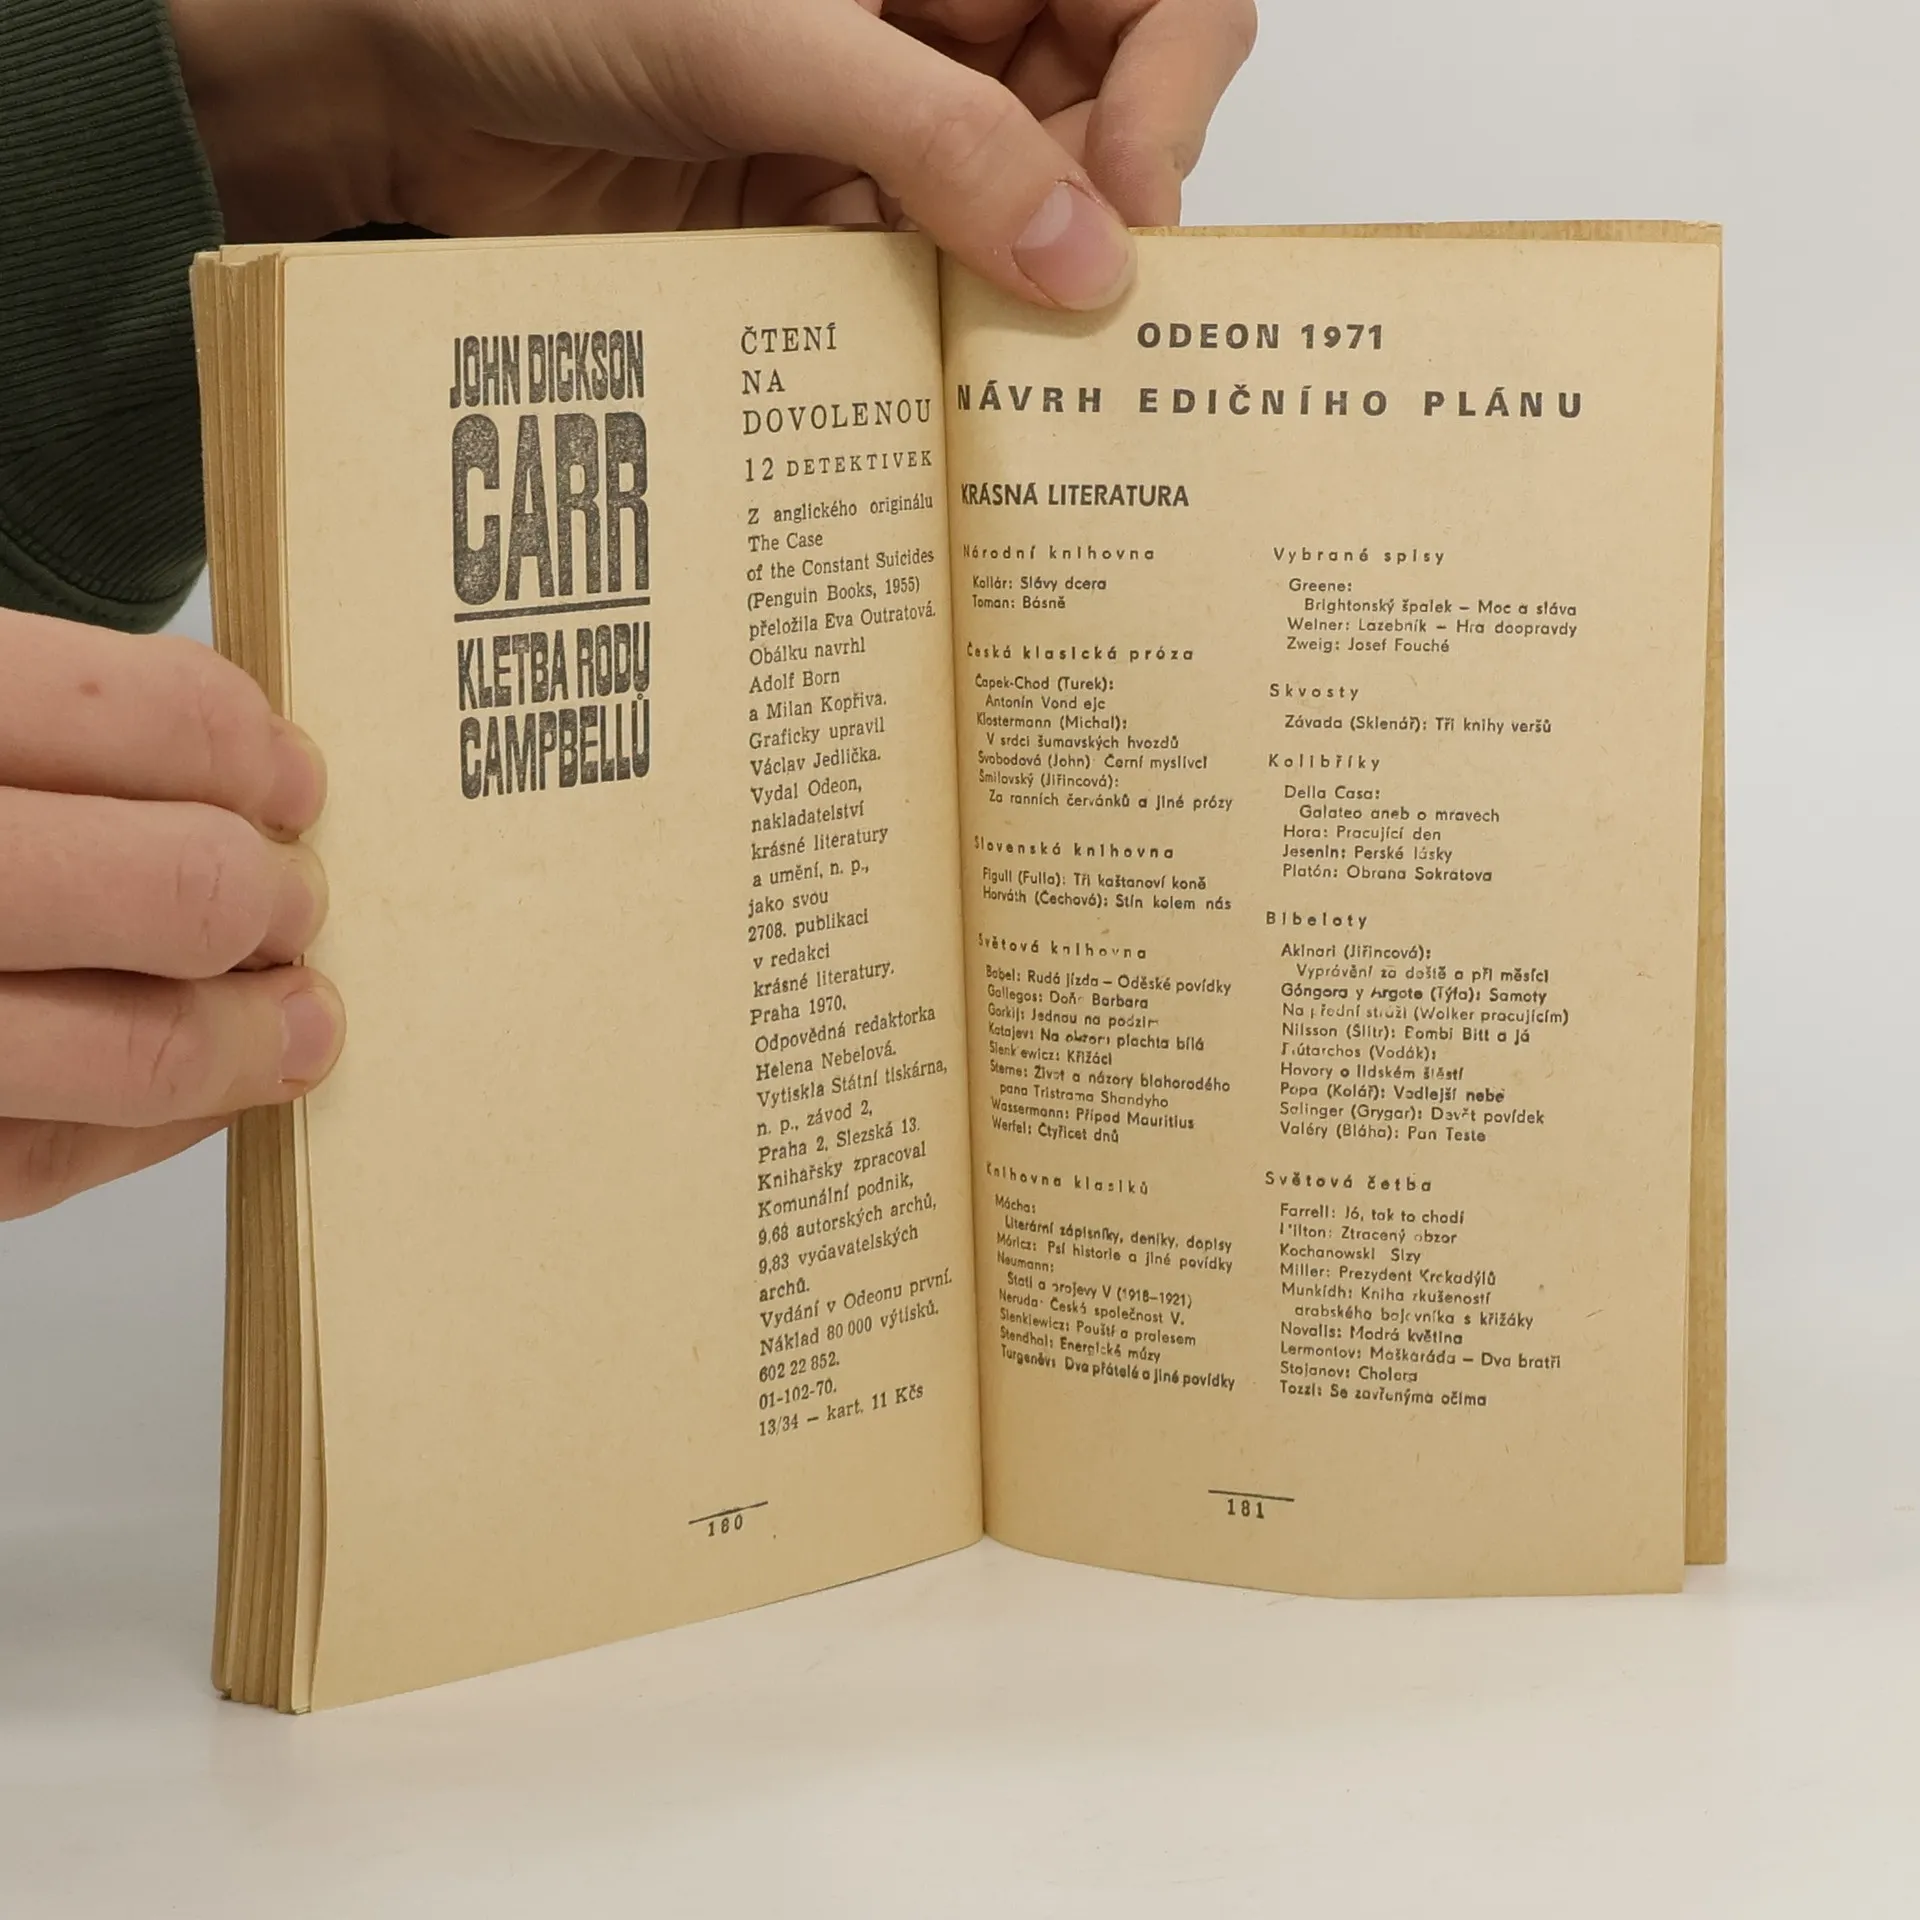 JOHN DICKSON
CARR
KLETBA RODU
CAMPBELLŮ
ČTENÍ
NA
DOVOLENOU
12 DETEKTIVEK
Z anglického originálu
The Case
of the Constant Suicides
(Penguin Books, 1955)
přeložila Eva Outratová.
Obálku navrhl
Adolf Born
a Milan Kopřiva.
Graficky upravil
Václav Jedlička.
Vydal Odeon,
nakladatelství
krásné literatury
a umění, n. p.,
jako svou
2708. publikaci
v redakci
krásné literatury.
Praha 1970.
Odpovědná redaktorka
Helena Nebelová.
Vytiskla Státní tiskárna,
n. p., závod 2,
Praha 2, Slezská 13.
Knihařsky zpracoval
Komunální podnik,
9,68 autorských archů,
9,83 vydavatelských
archů.
Vydání v Odeonu první.
Náklad 80 000 výtisků.
602 22 852.
01-102-70.
13/34 — kart. 11 Kčs
180
ODEON 1971
NÁVRH EDIČNÍHO PLÁNU
KRÁSNÁ LITERATURA
Národní knihovna
Kollár: Slávy dcera
Toman: Básně
Česká klasická próza
Čapek-Chod (Turek):
Antonín Vondrejc
Klostermann (Michal):
V srdci šumavských hvozdů
Svobodová (John): Černí myslivci
Šmilovský (Jiřincová):
Za ranních červánků a jiné prózy
Slovenská knihovna
Figuli (Fulla): Tři kaštanoví koně
Horváth (Čechová): Stín kolem nás
Světová knihovna
Babel: Rudá jízda – Oděské povídky
Gallegos: Doňa Barbara
Gorkij: Jednou na podzim
Katajev: Na obzoru plachta bílá
Sienkiewicz: Křižáci
Sterne: Život a názory blahorodého
pana Tristrama Shandyho
Wassermann: Případ Mauritius
Werfel: Čtyřicet dnů
Knihovna klasiků
Mácha:
Literární zápisníky, deníky, dopisy
Móricz: Psí historie a jiné povídky
Neumann:
Stati a projevy V (1918–1921)
Neruda: Česká společnost V.
Sienkiewicz: Pouští a pralesem
Stendhal: Energické múzy
Turgeněv: Dva přátelé a jiné povídky
Vybrané spisy
Greene:
Brightonský špalek – Moc a sláva
Weiner: Lazebník – Hra doopravdy
Zweig: Josef Fouché
Skvosty
Závada (Sklenář): Tři knihy veršů
Kolibříky
Della Casa:
Galateo aneb o mravech
Hora: Pracující den
Jesenin: Perské lásky
Platón: Obrana Sokratova
Bibeloty
Akinari (Jiřincová):
Vyprávění za deště a při měsíci
Góngora y Argote (Týfa): Samoty
Na přední stráži (Wolker pracujícím)
Nilsson (Šlitr): Bombi Bitt a já
Plútarchos (Vodák):
Hovory o lidském štěstí
Popa (Kolář): Vedlejší nebe
Salinger (Grygar): Devět povídek
Valéry (Bláha): Pan Teste
Světová četba
Farrell: Jó, tak to chodí
Hilton: Ztracený obzor
Kochanowski Slzy
Miller: Prezydent Krokadýlů
Munkidh: Kniha zkušeností
arabského bojovníka s křižáky
Novalis: Modrá květina
Lermontov: Maškaráda – Dva bratři
Stojanov: Cholera
Tozzi: Se zavřenýma očima
181